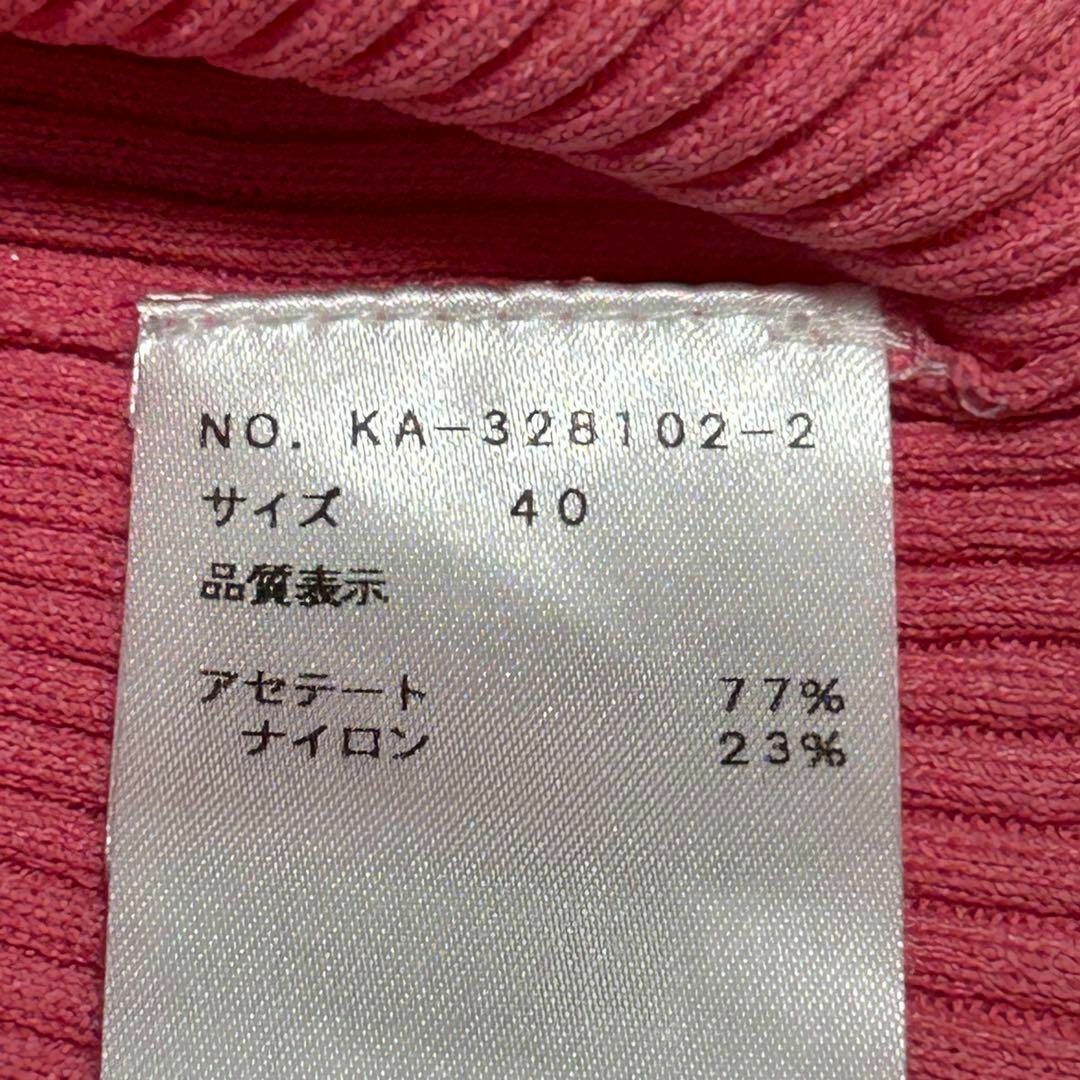 NO. KA-328102-2
サイズ 40
品質表示
アセテート 77%
ナイロン 23%